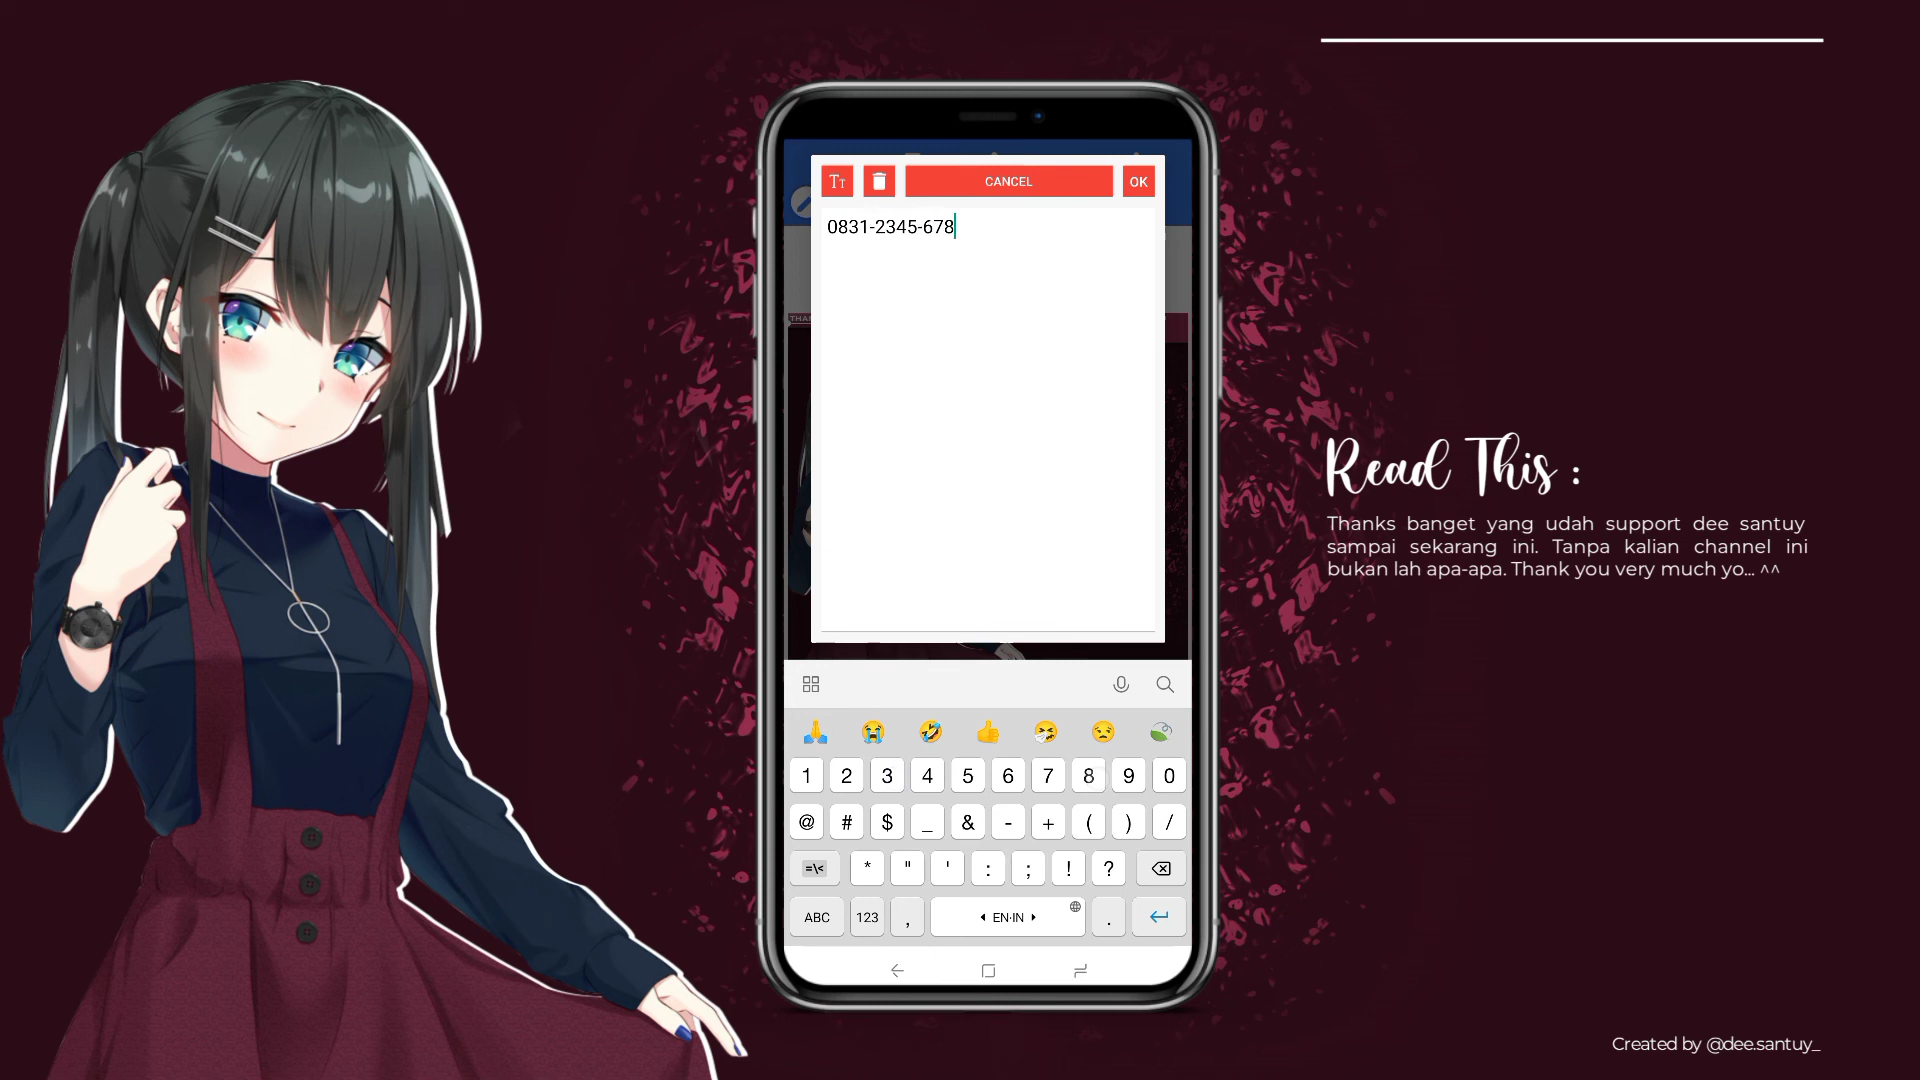 Tт CANCEL OK
0831-2345-678
THA
Read This :
Thanks banget yang udah support dee santuy
sampai sekarang ini. Tanpa kalian channel ini
bukan lah apa-apa. Thank you very much yo... ^^
1 2 3 4 5 6 7 8 9 0
@ # $ _ & - + ( ) /
=\< * " ' : ; ! ?
ABC 123 , EN·IN .
Created by @dee.santuy_